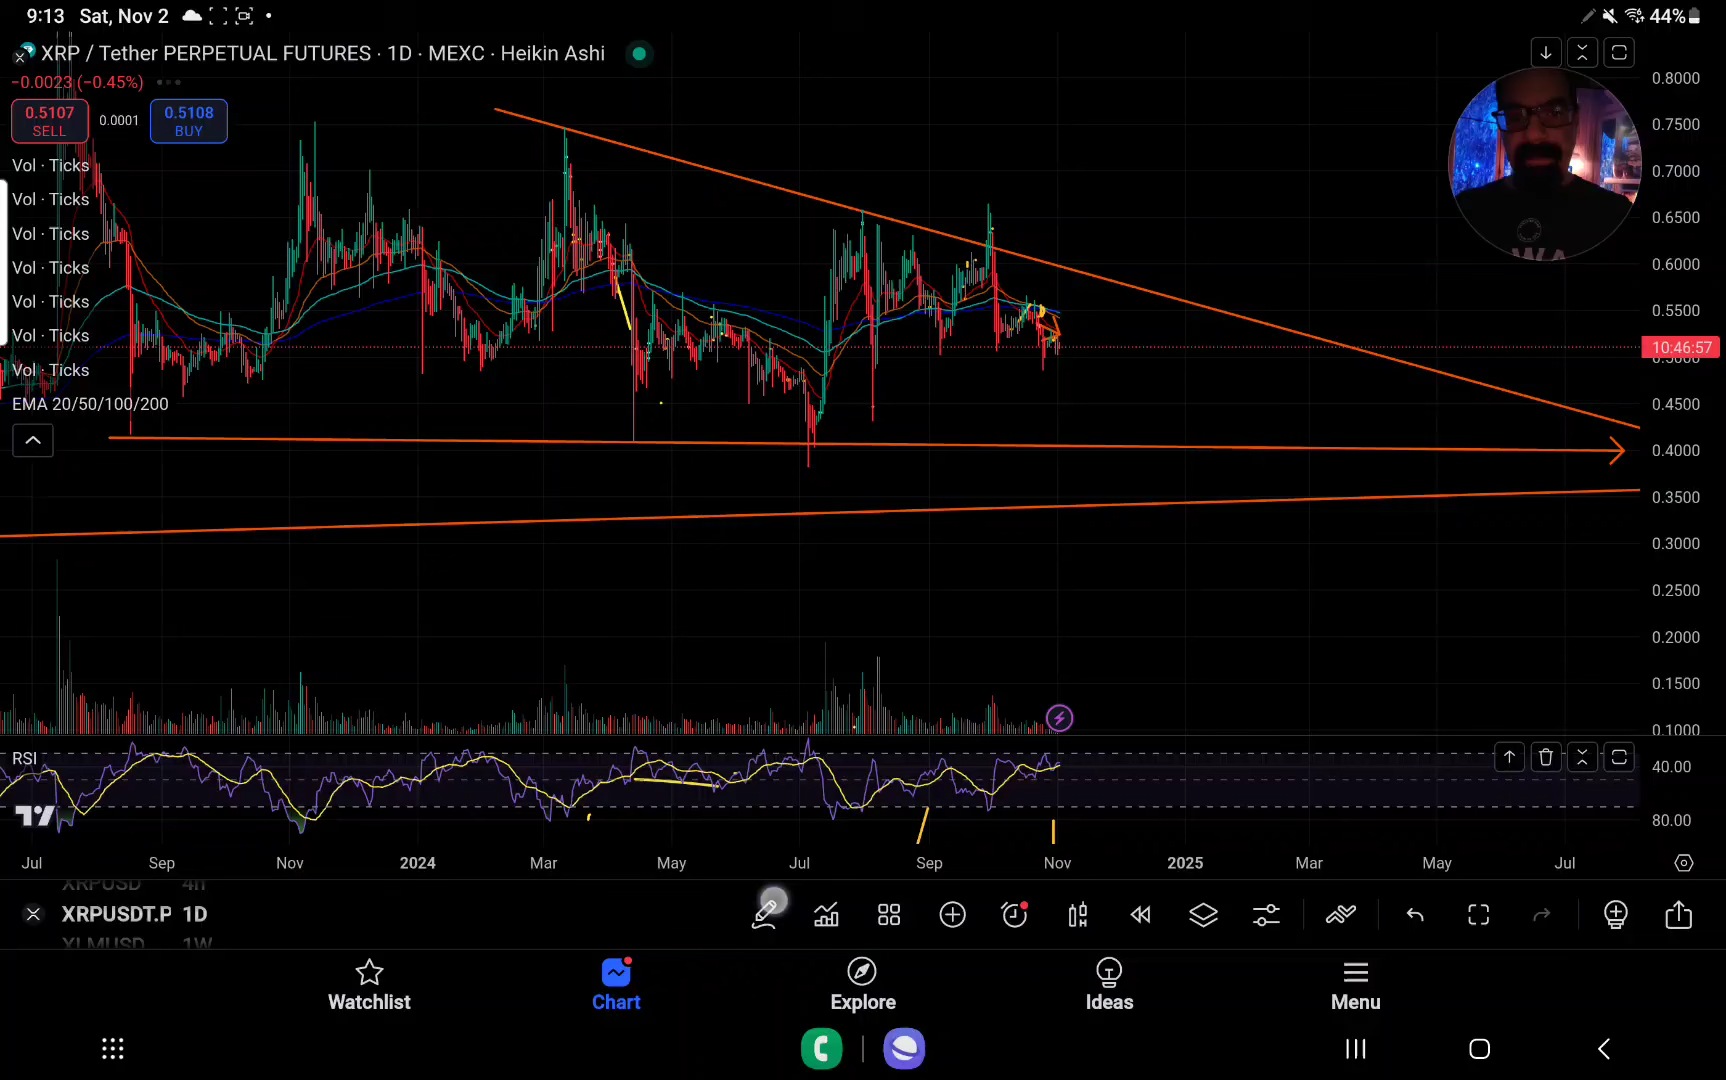 9:13 Sat, Nov 2
44%
XRP / Tether PERPETUAL FUTURES · 1D · MEXC · Heikin Ashi
−0.0023 (−0.45%)
0.5107
SELL
0.0001
0.5108
BUY
Vol · Ticks
Vol · Ticks
Vol · Ticks
Vol · Ticks
Vol · Ticks
Vol · Ticks
Vol · Ticks
EMA 20/50/100/200
0.8000
0.7500
0.7000
0.6500
0.6000
0.5500
10:46:57
0.5000
0.4500
0.4000
0.3500
0.3000
0.2500
0.2000
0.1500
0.1000
RSI
40.00
80.00
Jul
Sep
Nov
2024
Mar
May
Jul
Sep
Nov
2025
Mar
May
Jul
XRPUSD 4h
XRPUSDT.P 1D
XLMUSD 1W
Watchlist
Chart
Explore
Ideas
Menu